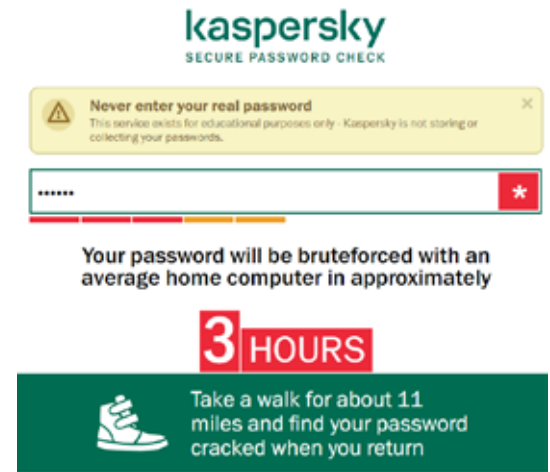 kaspersky
SECURE PASSWORD CHECK
Never enter your real password
This service exists for educational purposes only - Kaspersky is not storing or
collecting your passwords.
••••••
*
Your password will be bruteforced with an
average home computer in approximately
3 HOURS
Take a walk for about 11
miles and find your password
cracked when you return